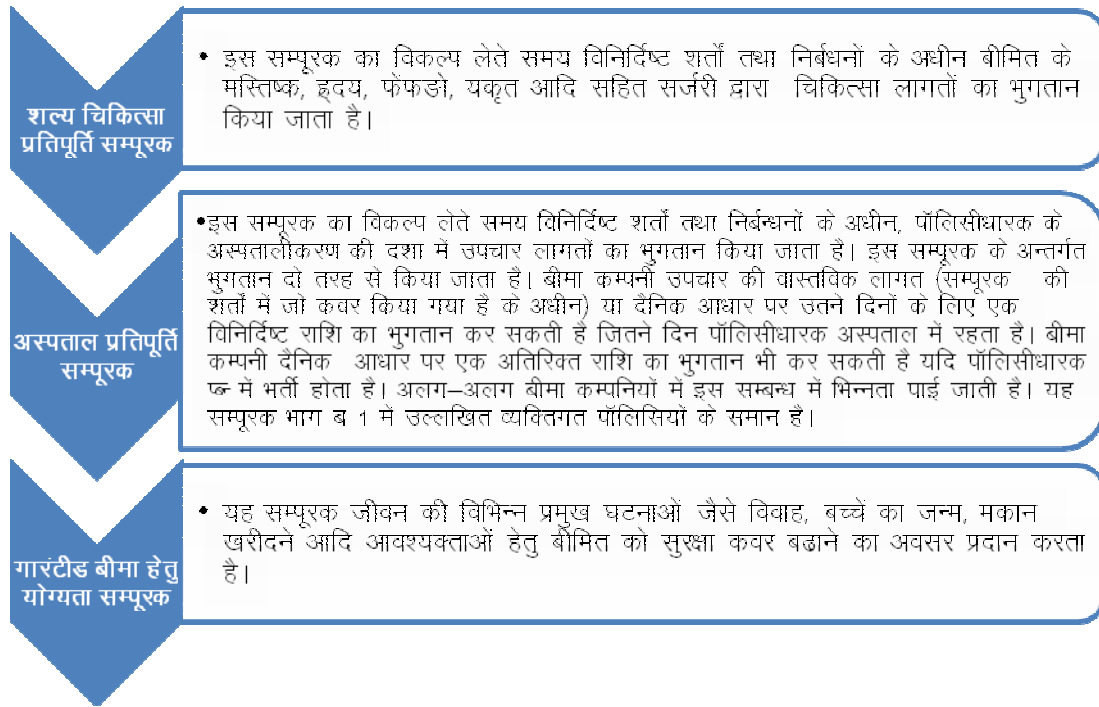 शल्य चिकित्सा
प्रतिपूर्ति सम्पूरक
• इस सम्पूरक का विकल्प लेते समय विनिर्दिष्ट शर्तों तथा निर्बधनों के अधीन बीमित के
मस्तिष्क, हृदय, फेंफडो, यकृत आदि सहित सर्जरी द्वारा चिकित्सा लागतों का भुगतान
किया जाता है।
अस्पताल प्रतिपूर्ति
सम्पूरक
•इस सम्पूरक का विकल्प लेते समय विनिर्दिष्ट शर्तों तथा निर्बन्धनों के अधीन, पॉलिसीधारक के
अस्पतालीकरण की दशा में उपचार लागतों का भुगतान किया जाता है। इस सम्पूरक के अन्तर्गत
भुगतान दो तरह से किया जाता है। बीमा कम्पनी उपचार की वास्तविक लागत (सम्पूरक की
शर्तों में जो कवर किया गया है के अधीन) या दैनिक आधार पर उतने दिनों के लिए एक
विनिर्दिष्ट राशि का भुगतान कर सकती है जितने दिन पॉलिसीधारक अस्पताल में रहता है। बीमा
कम्पनी दैनिक आधार पर एक अतिरिक्त राशि का भुगतान भी कर सकती है यदि पॉलिसीधारक
में भर्ती होता है। अलग–अलग बीमा कम्पनियों में इस सम्बन्ध में भिन्नता पाई जाती है। यह
सम्पूरक भाग ब 1 में उल्लखित व्यक्तिगत पॉलिसियों के समान है।
गारंटीड बीमा हेतु
योग्यता सम्पूरक
• यह सम्पूरक जीवन की विभिन्न प्रमुख घटनाओं जैसे विवाह, बच्चें का जन्म, मकान
खरीदने आदि आवश्यक्ताओं हेतु बीमित को सुरक्षा कवर बढाने का अवसर प्रदान करता
है।